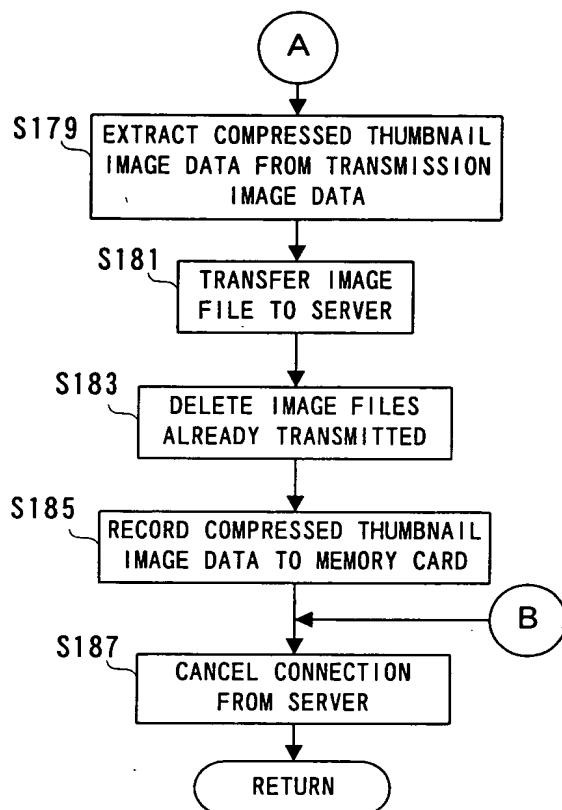 A
S179
EXTRACT COMPRESSED THUMBNAIL
IMAGE DATA FROM TRANSMISSION
IMAGE DATA
S181
TRANSFER IMAGE
FILE TO SERVER
S183
DELETE IMAGE FILES
ALREADY TRANSMITTED
S185
RECORD COMPRESSED THUMBNAIL
IMAGE DATA TO MEMORY CARD
B
S187
CANCEL CONNECTION
FROM SERVER
RETURN